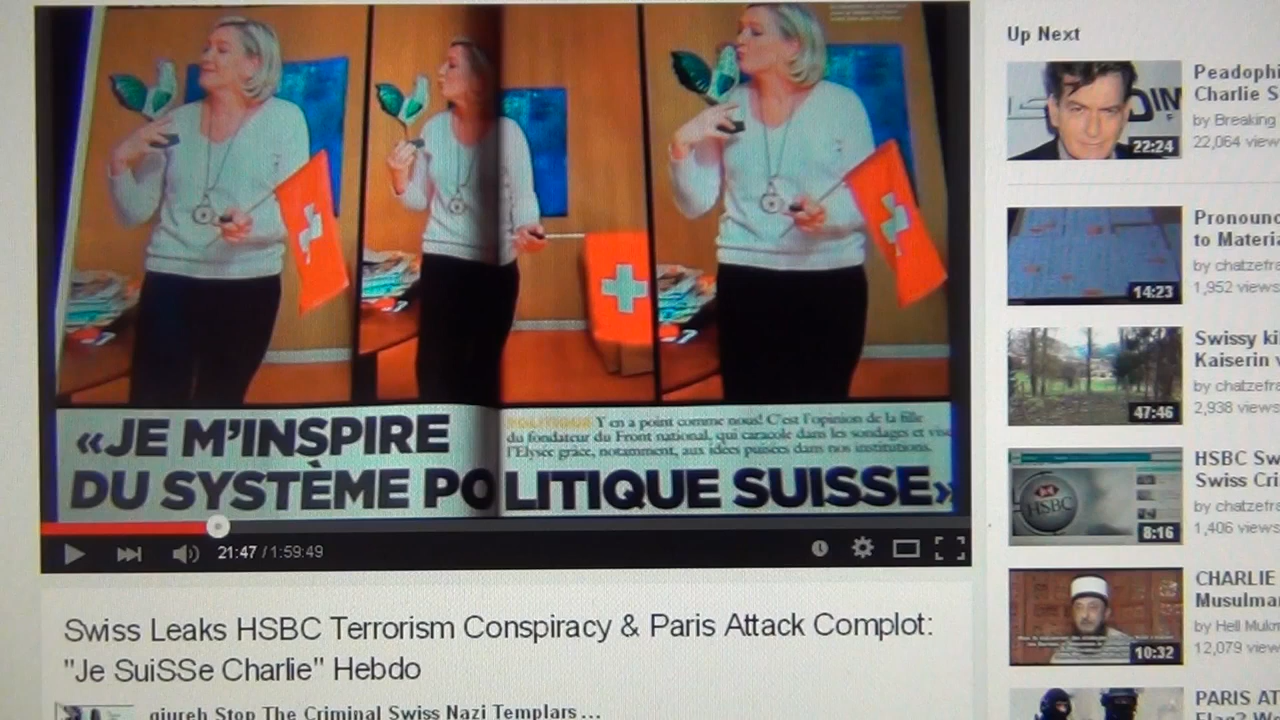 «JE M'INSPIRE
DU SYSTÈME POLITIQUE SUISSE»
POLITIQUE Y en a point comme nous! C'est l'opinion de la fille
du fondateur du Front national, qui caracole dans les sondages et vise
l'Elysée grâce, notamment, aux idées puisées dans nos institutions.
21:47 / 1:59:49
Swiss Leaks HSBC Terrorism Conspiracy & Paris Attack Complot:
"Je SuiSSe Charlie" Hebdo
Stop The Criminal Swiss Nazi Templars ...
Up Next
Peadophi
Charlie S
by Breaking
22,064 view
22:24
Pronounc
to Materia
by chatzefra
1,952 views
14:23
Swissy ki
Kaiserin v
by chatzefra
2,938 views
47:46
HSBC Sw
Swiss Cri
by chatzefra
1,406 views
HSBC
8:16
CHARLIE
Musulma
by Hell Mukm
12,079 view
10:32
PARIS AT